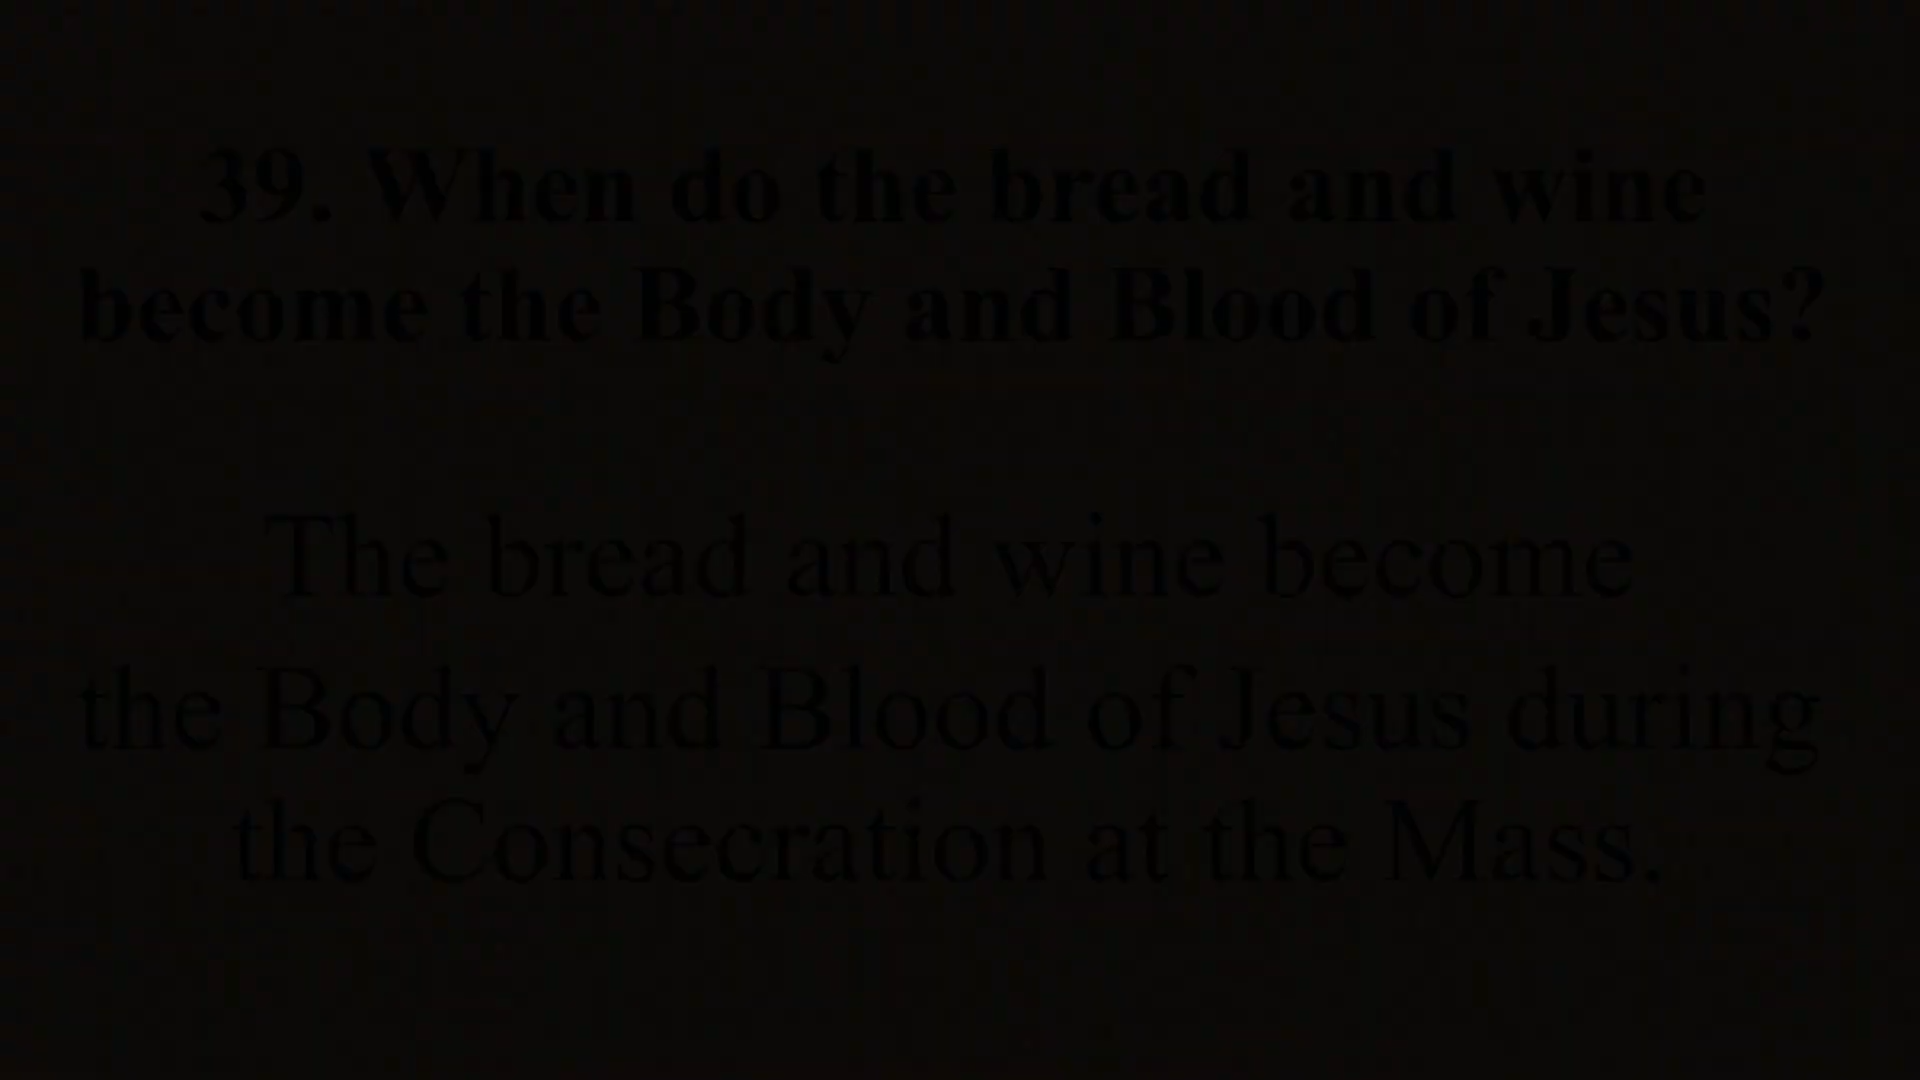 39. When do the bread and wine
become the Body and Blood of Jesus?
The bread and wine become
the Body and Blood of Jesus during
the Consecration at the Mass.